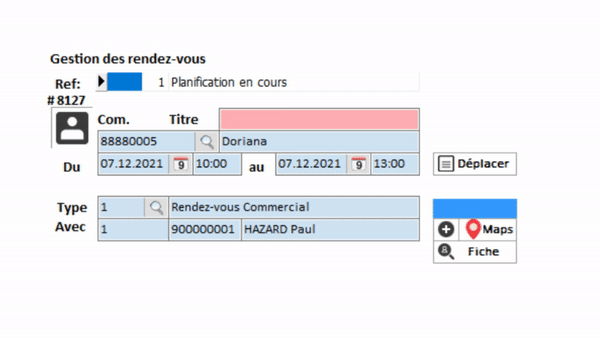 Gestion des rendez-vous
Ref: 1 Planification en cours
# 8127
Com. Titre
88880005 Doriana
Du 07.12.2021 9 10:00 au 07.12.2021 9 13:00 Déplacer
Type 1 Rendez-vous Commercial
Avec 1 900000001 HAZARD Paul Maps
Fiche